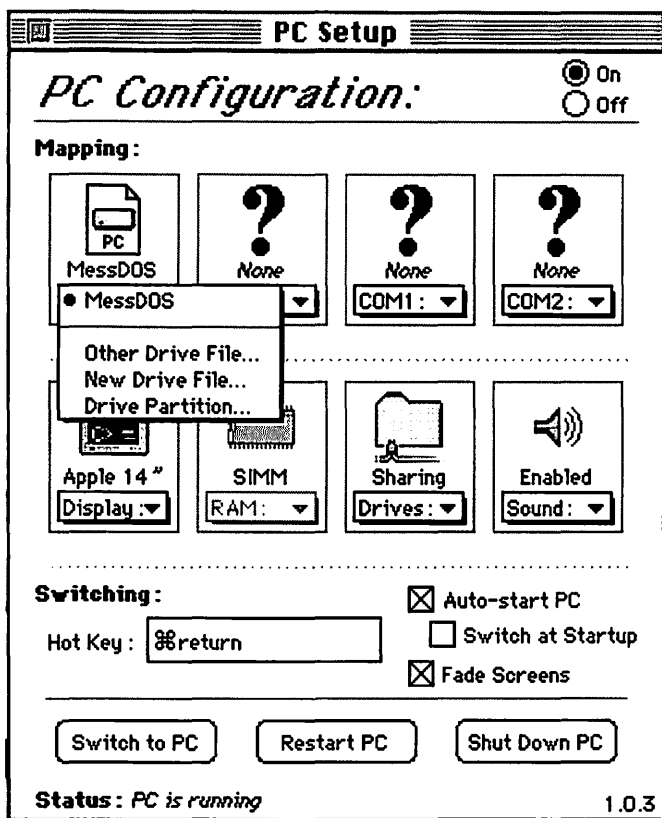 PC Setup
PC Configuration:
On
Off
Mapping:
PC
MessDOS
None
None
None
COM1:
COM2:
MessDOS
Other Drive File...
New Drive File...
Drive Partition...
Apple 14"
SIMM
Sharing
Enabled
Display:
RAM:
Drives:
Sound:
Switching:
Auto-start PC
Hot Key: ⌘return
Switch at Startup
Fade Screens
Switch to PC
Restart PC
Shut Down PC
Status: PC is running
1.0.3